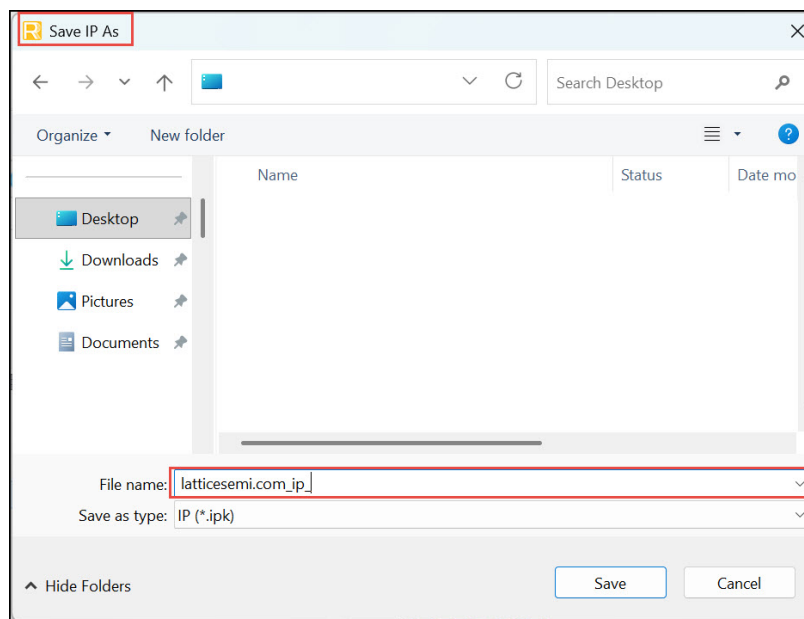 Save IP As
Search Desktop
Organize New folder
Name Status Date mo
Desktop
Downloads
Pictures
Documents
File name: latticesemi.com_ip_
Save as type: IP (*.ipk)
Hide Folders Save Cancel